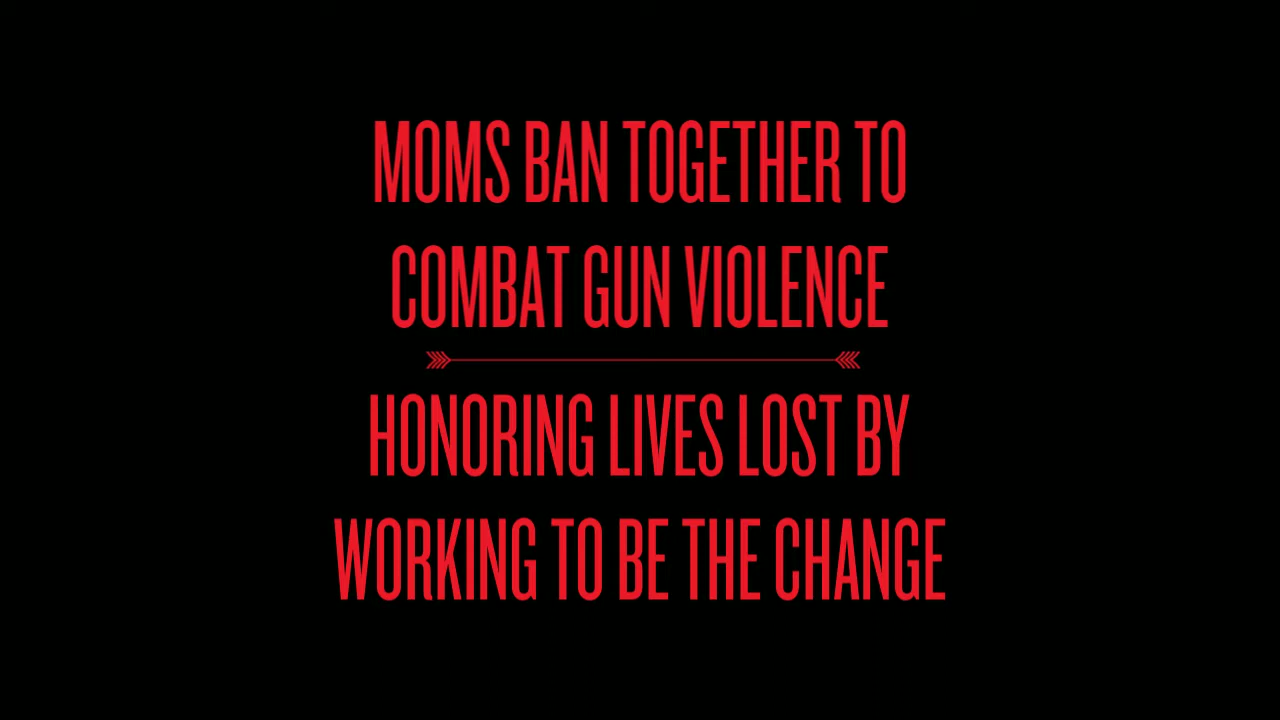 MOMS BAN TOGETHER TO
COMBAT GUN VIOLENCE
HONORING LIVES LOST BY
WORKING TO BE THE CHANGE